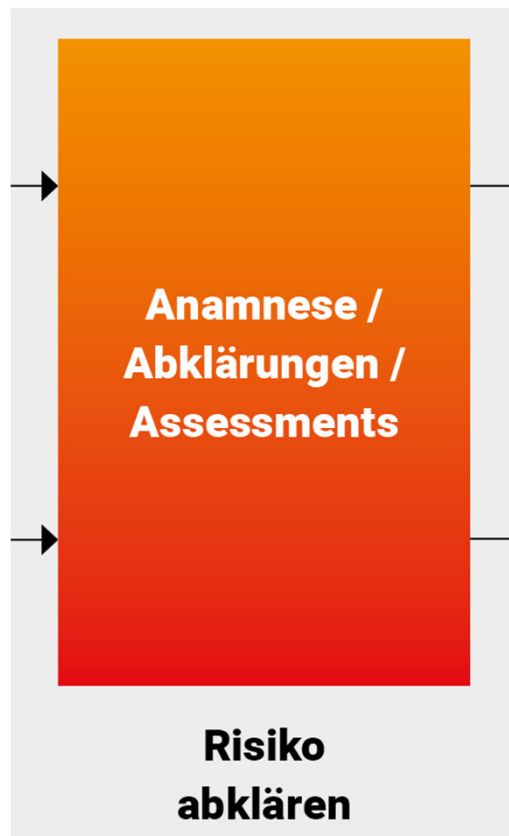 Anamnese /
Abklärungen /
Assessments
Risiko
abklären